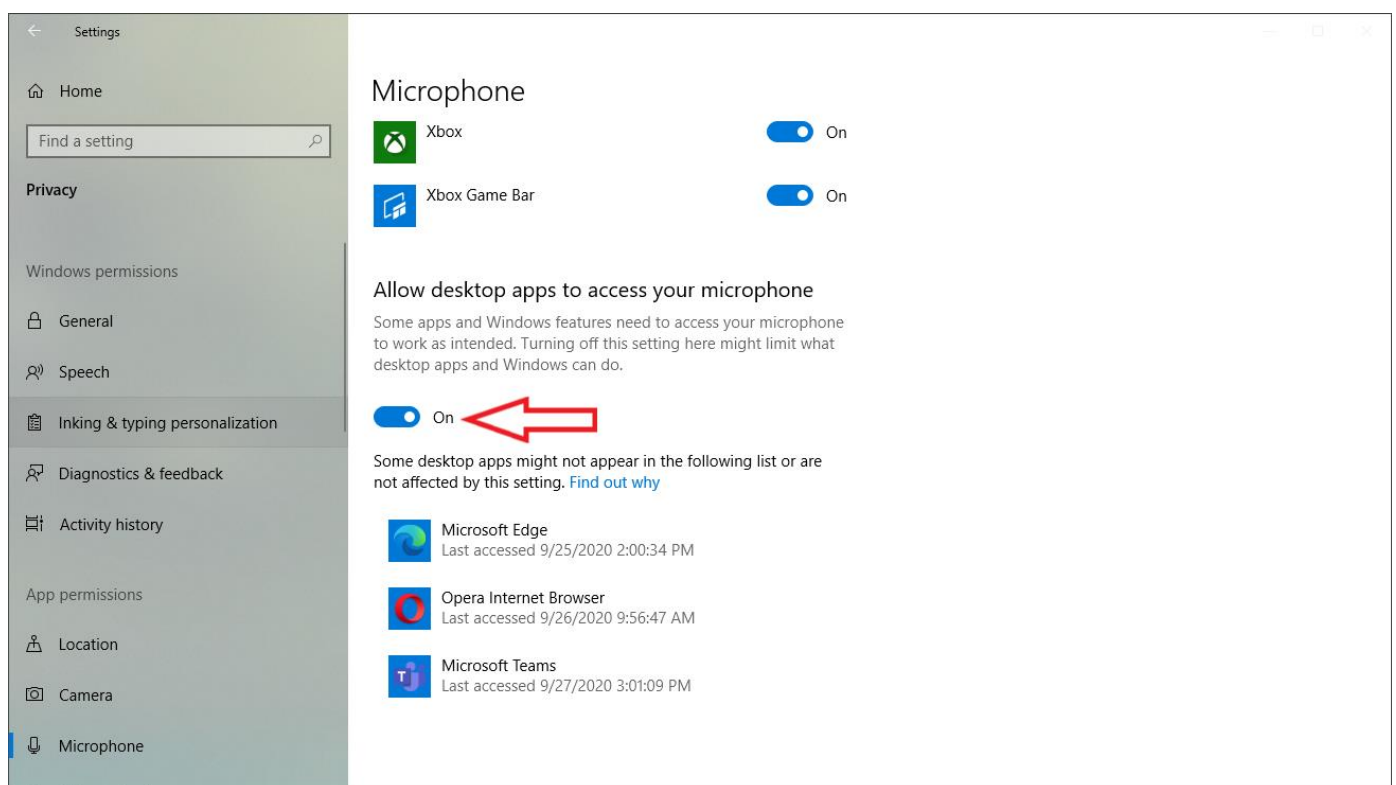 Settings
Home
Find a setting
Privacy
Windows permissions
General
Speech
Inking & typing personalization
Diagnostics & feedback
Activity history
App permissions
Location
Camera
Microphone
Microphone
Xbox
On
Xbox Game Bar
On
Allow desktop apps to access your microphone
Some apps and Windows features need to access your microphone
to work as intended. Turning off this setting here might limit what
desktop apps and Windows can do.
On
Some desktop apps might not appear in the following list or are
not affected by this setting. Find out why
Microsoft Edge
Last accessed 9/25/2020 2:00:34 PM
Opera Internet Browser
Last accessed 9/26/2020 9:56:47 AM
Microsoft Teams
Last accessed 9/27/2020 3:01:09 PM